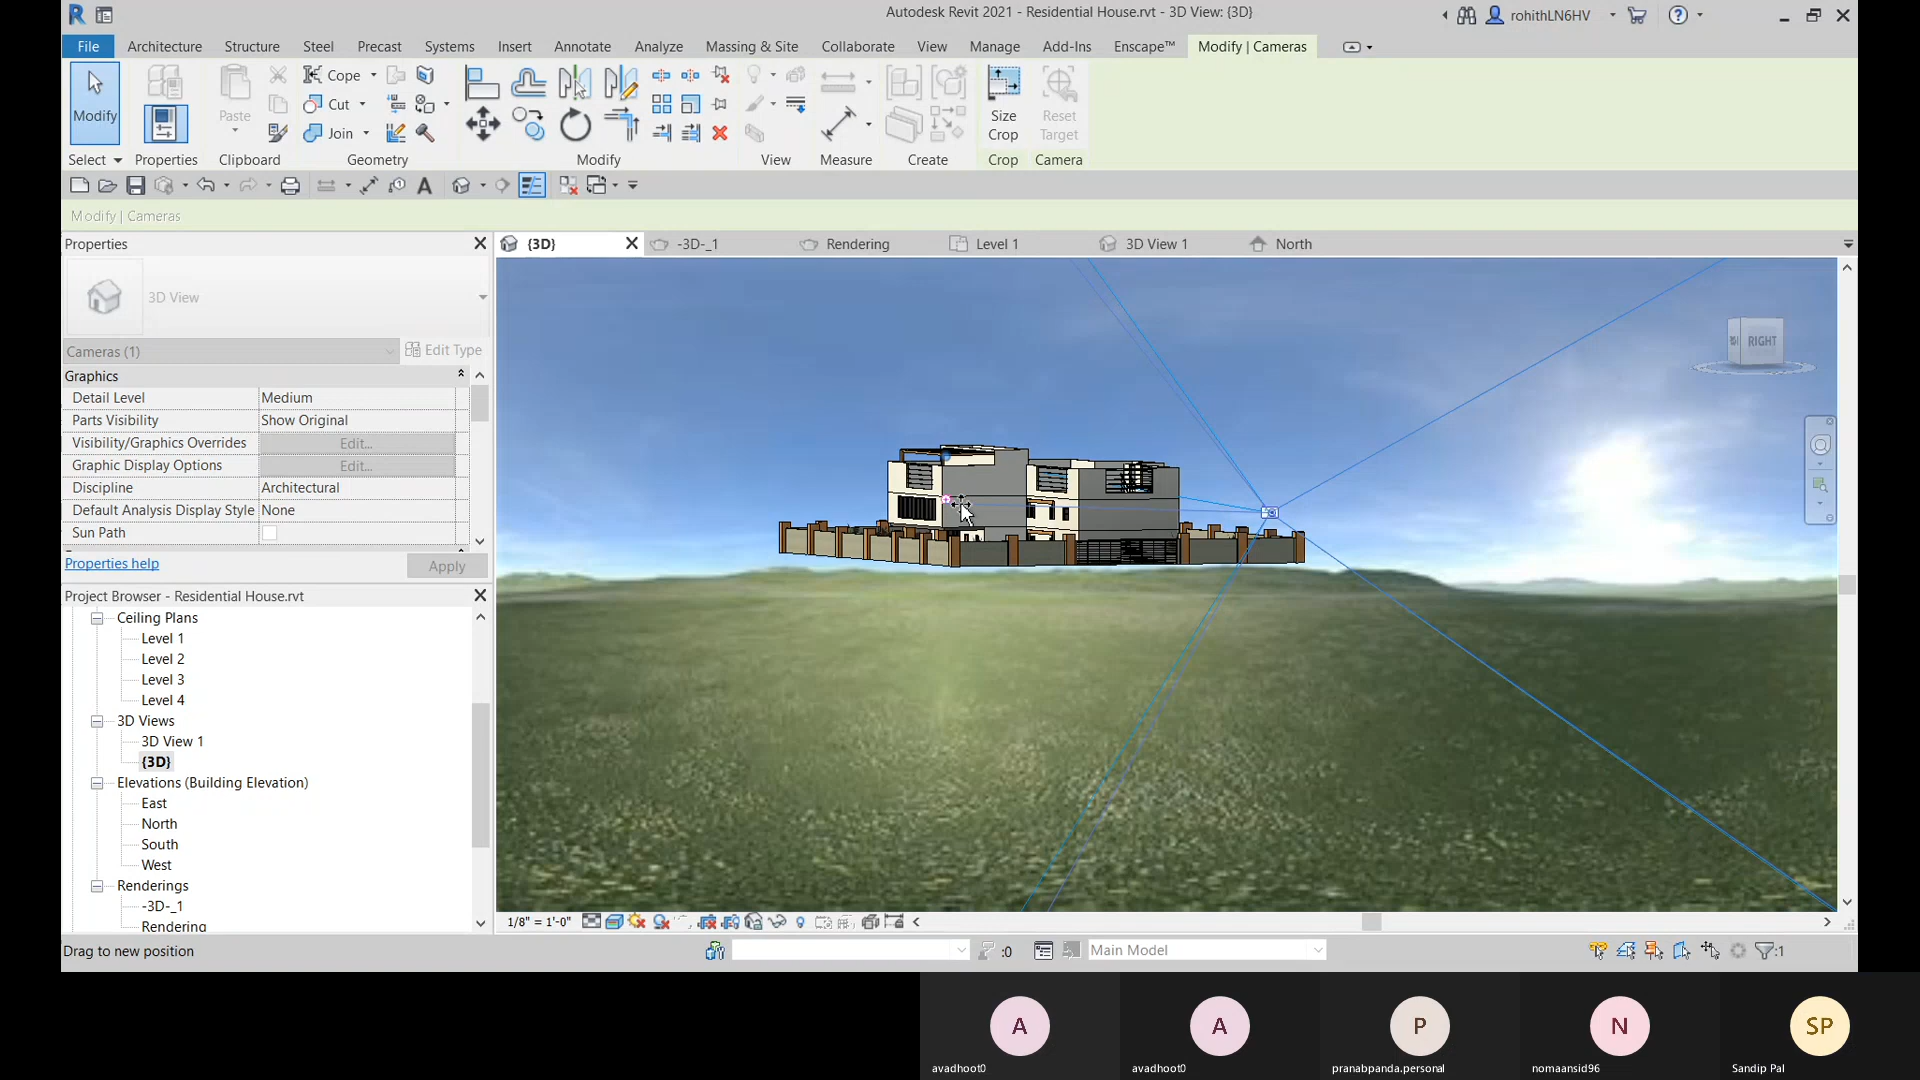 Autodesk Revit 2021 - Residential House.rvt - 3D View: {3D}
rohithLN6HV
File Architecture Structure Steel Precast Systems Insert Annotate Analyze Massing & Site Collaborate View Manage Add-Ins Enscape™ Modify | Cameras
Modify
Paste
Cope
Cut
Join
Size
Crop
Reset
Target
Select Properties Clipboard Geometry Modify View Measure Create Crop Camera
Modify | Cameras
Properties
{3D} -3D-_1 Rendering Level 1 3D View 1 North
3D View
Cameras (1) Edit Type
Graphics
Detail Level Medium
Parts Visibility Show Original
Visibility/Graphics Overrides Edit...
Graphic Display Options Edit...
Discipline Architectural
Default Analysis Display Style None
Sun Path
Properties help Apply
RIGHT
Project Browser - Residential House.rvt
Ceiling Plans
Level 1
Level 2
Level 3
Level 4
3D Views
3D View 1
{3D}
Elevations (Building Elevation)
East
North
South
West
Renderings
-3D-_1
Rendering
1/8" = 1'-0"
Drag to new position
:0
Main Model
:1
A A P N SP
avadhoot0 avadhoot0 pranabpanda.personal nomaansid96 Sandip Pal